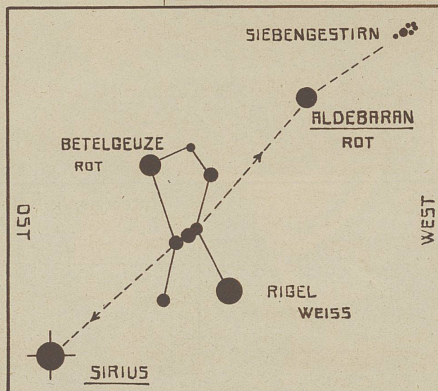 SIEBENGESTIRN
ALDEBARAN
ROT
BETELGEUZE
ROT
OST
WEST
RIGEL
WEISS
SIRIUS